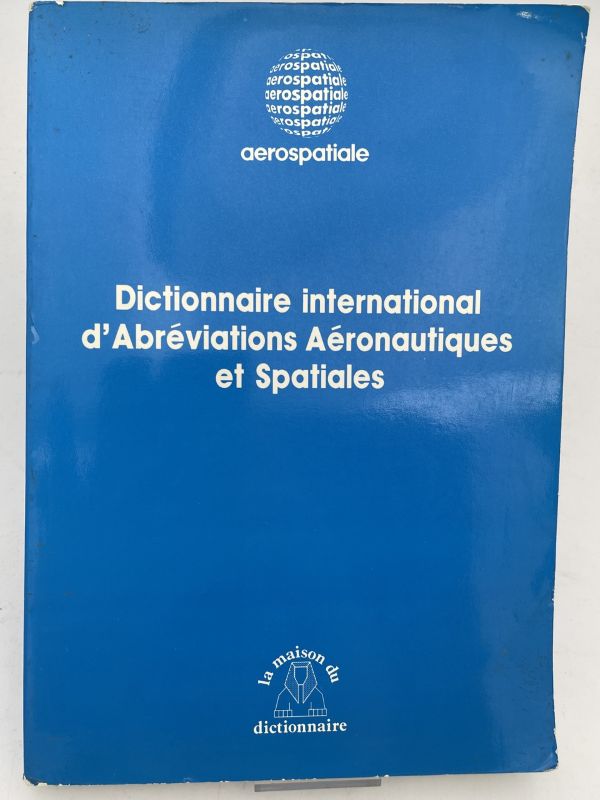 aerospatiale
aerospatiale
aerospatiale
aerospatiale
aerospatiale
Dictionnaire international
d'Abréviations Aéronautiques
et Spatiales
la maison du
dictionnaire